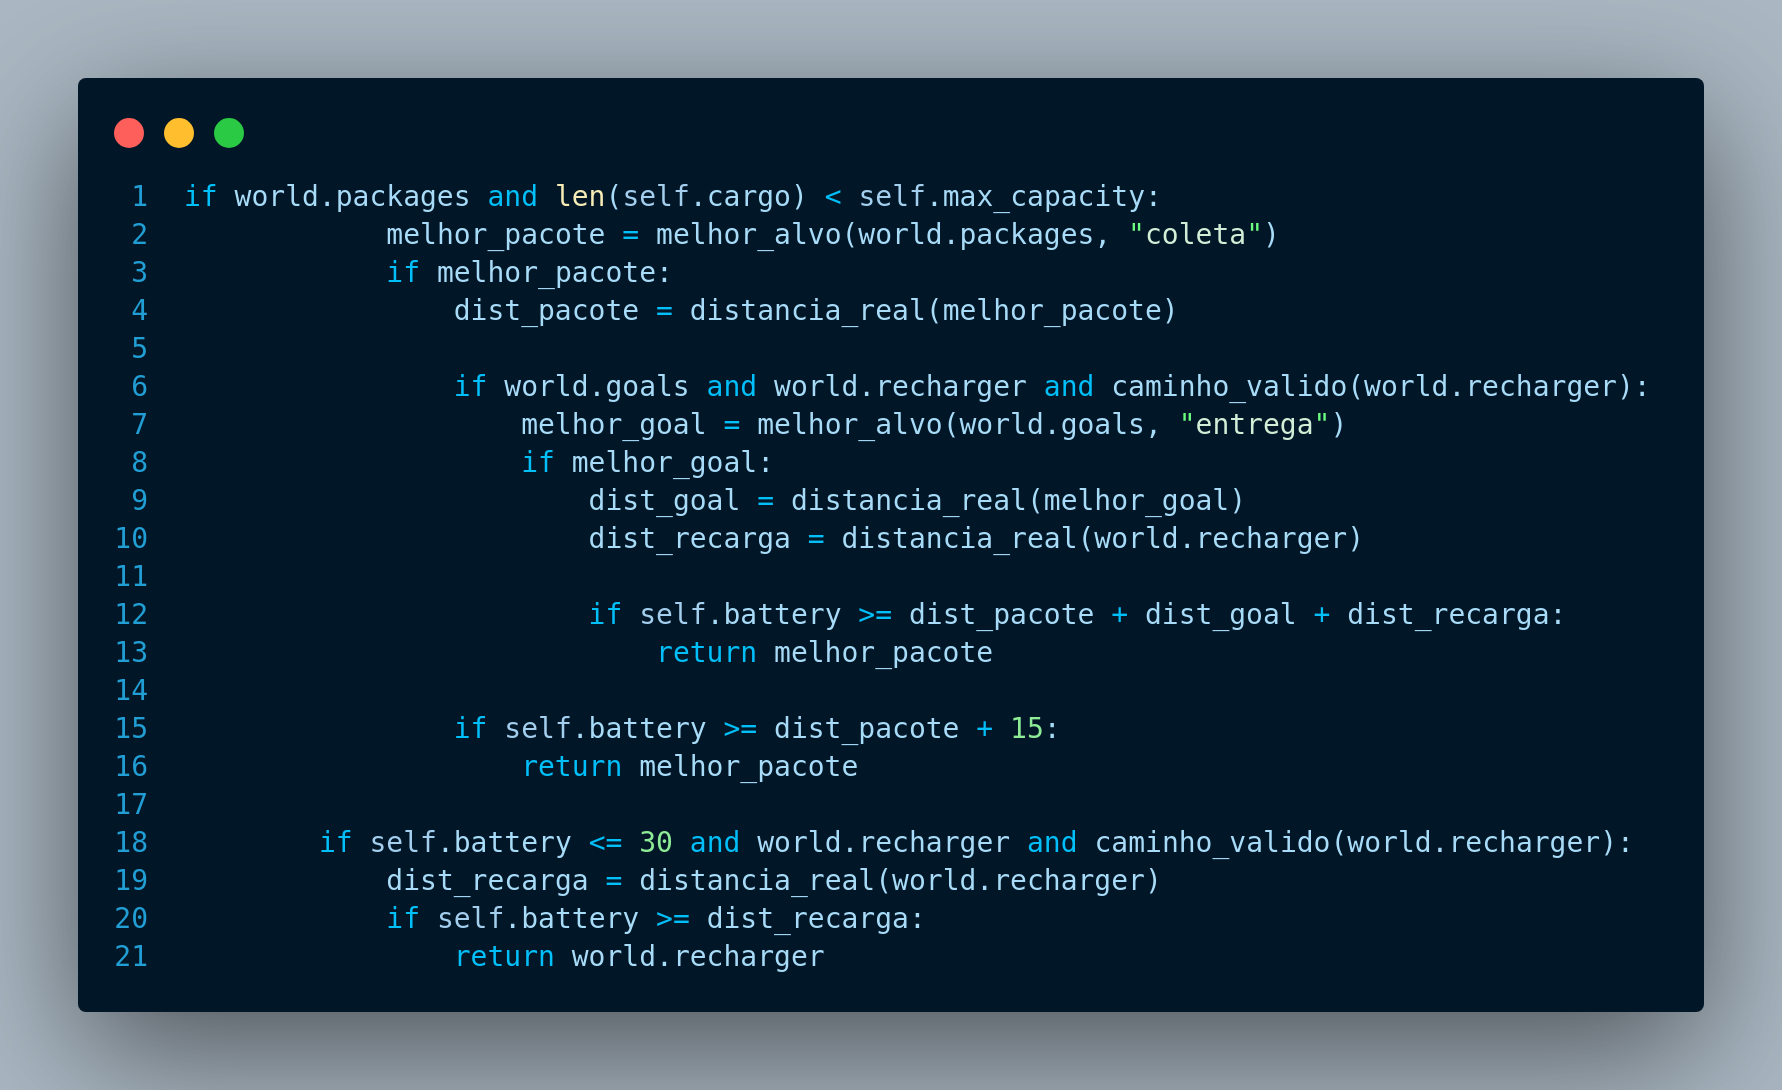 1 if world.packages and len(self.cargo) < self.max_capacity:
2             melhor_pacote = melhor_alvo(world.packages, "coleta")
3             if melhor_pacote:
4                 dist_pacote = distancia_real(melhor_pacote)
5
6                 if world.goals and world.recharger and caminho_valido(world.recharger):
7                     melhor_goal = melhor_alvo(world.goals, "entrega")
8                     if melhor_goal:
9                         dist_goal = distancia_real(melhor_goal)
10                         dist_recarga = distancia_real(world.recharger)
11
12                         if self.battery >= dist_pacote + dist_goal + dist_recarga:
13                             return melhor_pacote
14
15                 if self.battery >= dist_pacote + 15:
16                     return melhor_pacote
17
18         if self.battery <= 30 and world.recharger and caminho_valido(world.recharger):
19             dist_recarga = distancia_real(world.recharger)
20             if self.battery >= dist_recarga:
21                 return world.recharger